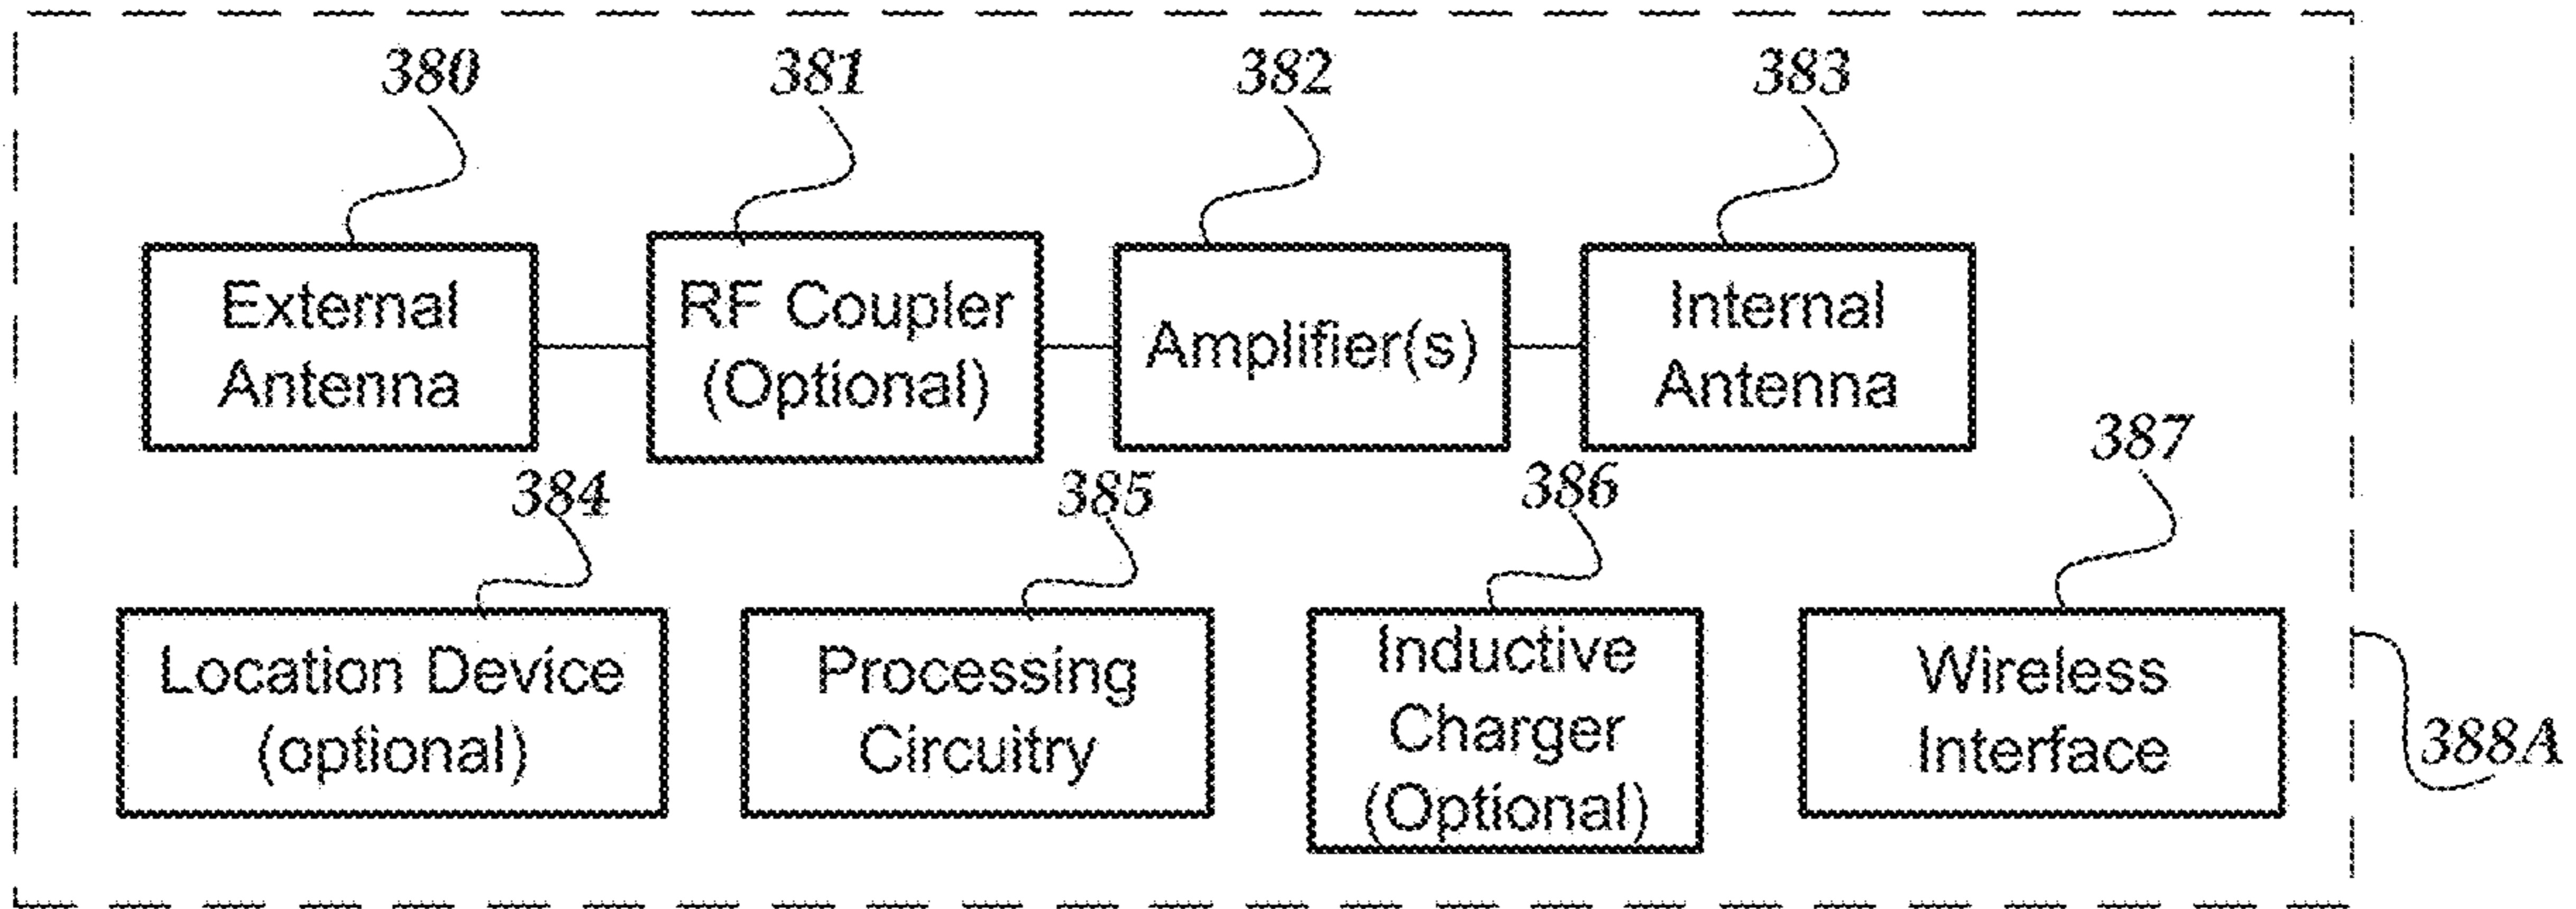 380
381
382
383
External
Antenna
RF Coupler
(Optional)
Amplifier(s)
Internal
Antenna
384
385
386
387
Location Device
(optional)
Processing
Circuitry
Inductive
Charger
(Optional)
Wireless
Interface
388A